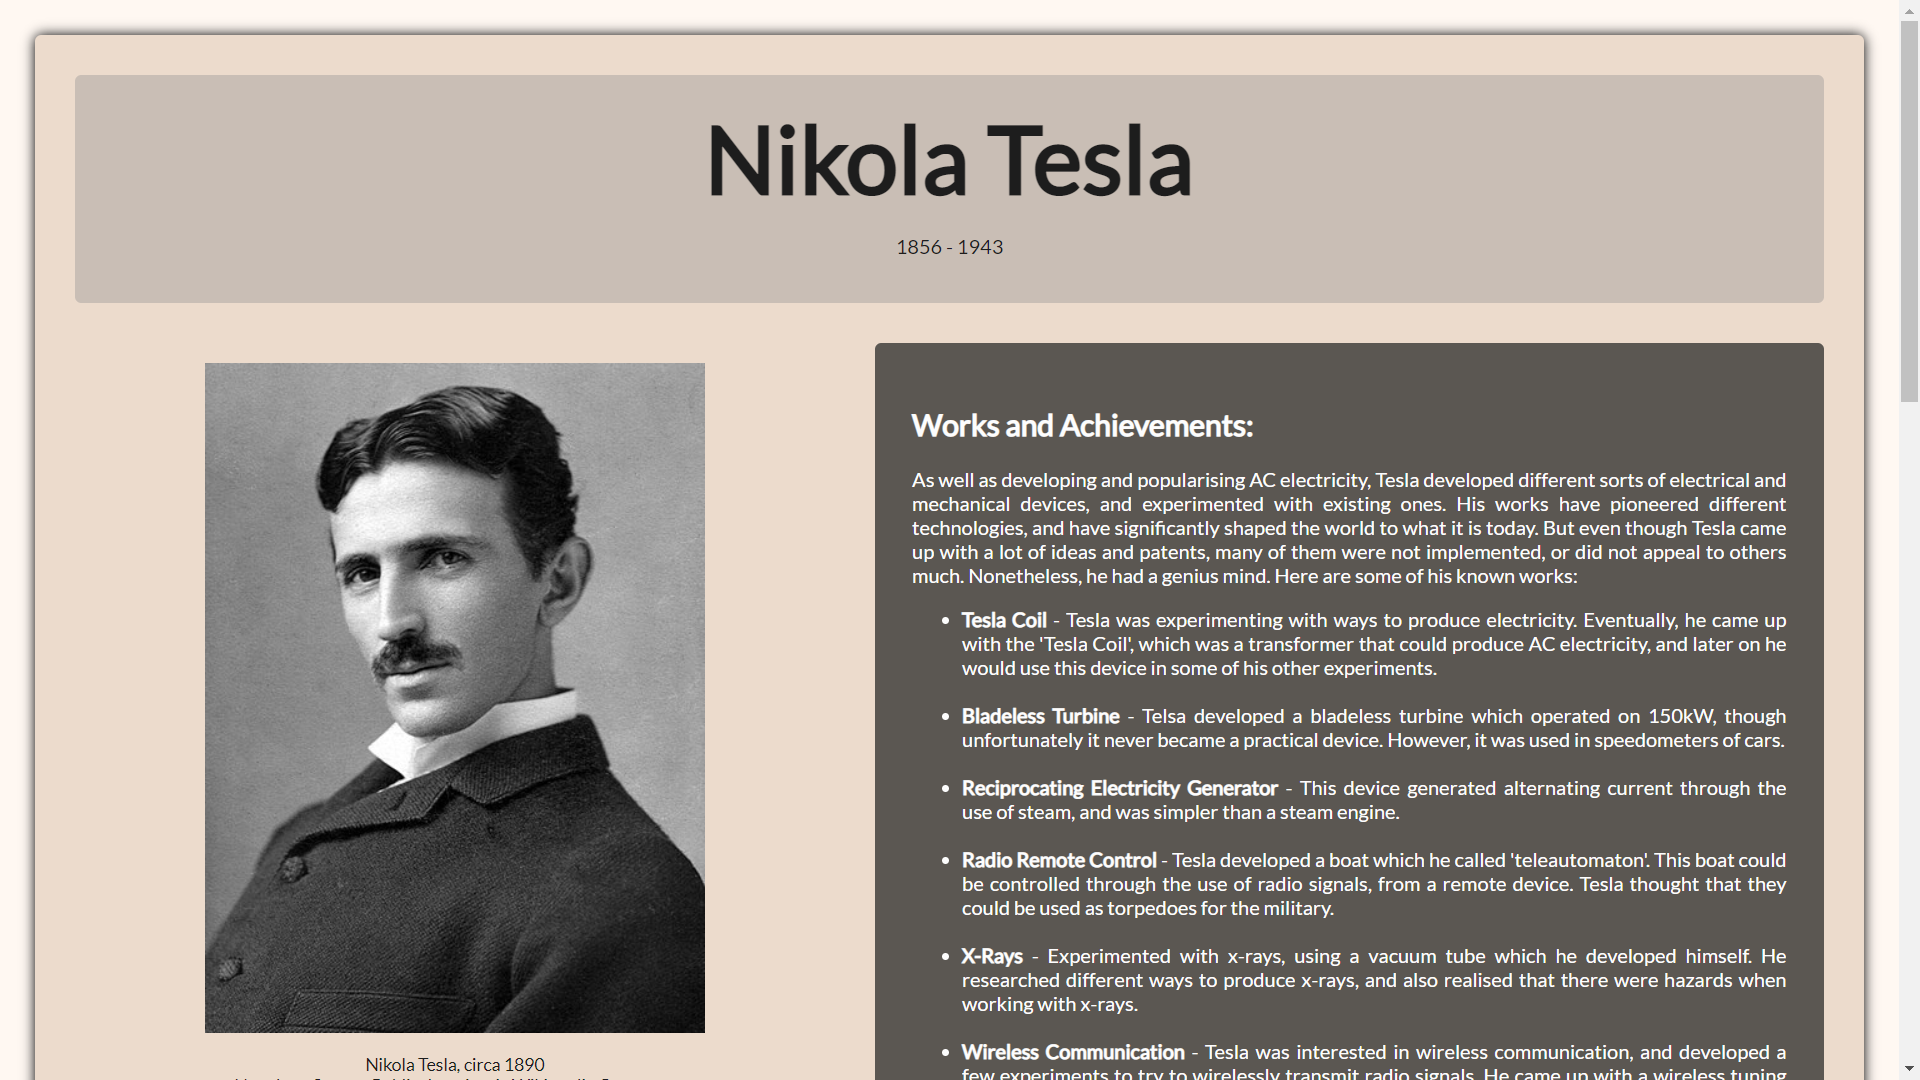 Nikola Tesla
1856 - 1943
Nikola Tesla, circa 1890
Works and Achievements:
As well as developing and popularising AC electricity, Tesla developed different sorts of electrical and
mechanical devices, and experimented with existing ones. His works have pioneered different
technologies, and have significantly shaped the world to what it is today. But even though Tesla came
up with a lot of ideas and patents, many of them were not implemented, or did not appeal to others
much. Nonetheless, he had a genius mind. Here are some of his known works:
• Tesla Coil - Tesla was experimenting with ways to produce electricity. Eventually, he came up
with the 'Tesla Coil', which was a transformer that could produce AC electricity, and later on he
would use this device in some of his other experiments.
• Bladeless Turbine - Telsa developed a bladeless turbine which operated on 150kW, though
unfortunately it never became a practical device. However, it was used in speedometers of cars.
• Reciprocating Electricity Generator - This device generated alternating current through the
use of steam, and was simpler than a steam engine.
• Radio Remote Control - Tesla developed a boat which he called 'teleautomaton'. This boat could
be controlled through the use of radio signals, from a remote device. Tesla thought that they
could be used as torpedoes for the military.
• X-Rays - Experimented with x-rays, using a vacuum tube which he developed himself. He
researched different ways to produce x-rays, and also realised that there were hazards when
working with x-rays.
• Wireless Communication - Tesla was interested in wireless communication, and developed a
few experiments to try to wirelessly transmit radio signals. He came up with a wireless tuning